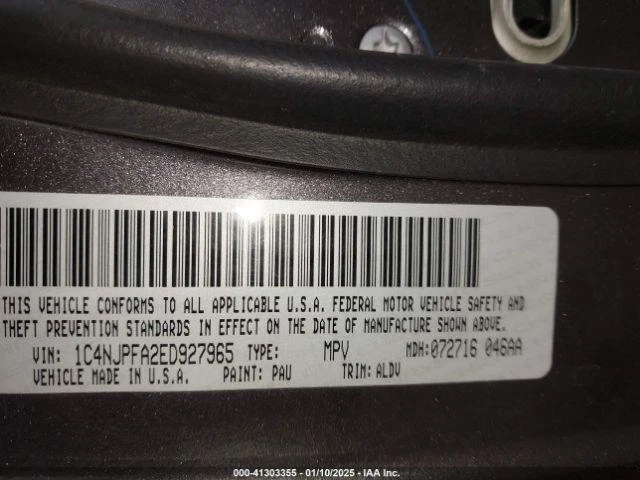 THIS VEHICLE CONFORMS TO ALL APPLICABLE U.S.A. FEDERAL MOTOR VEHICLE SAFETY AND
THEFT PREVENTION STANDARDS IN EFFECT ON THE DATE OF MANUFACTURE SHOWN ABOVE.
VIN: 1C4NJPFA2ED927965 TYPE: MPV MDH:072716 046AA
VEHICLE MADE IN U.S.A. PAINT: PAU TRIM: ALDV
000-41303355 - 01/10/2025 - IAA Inc.